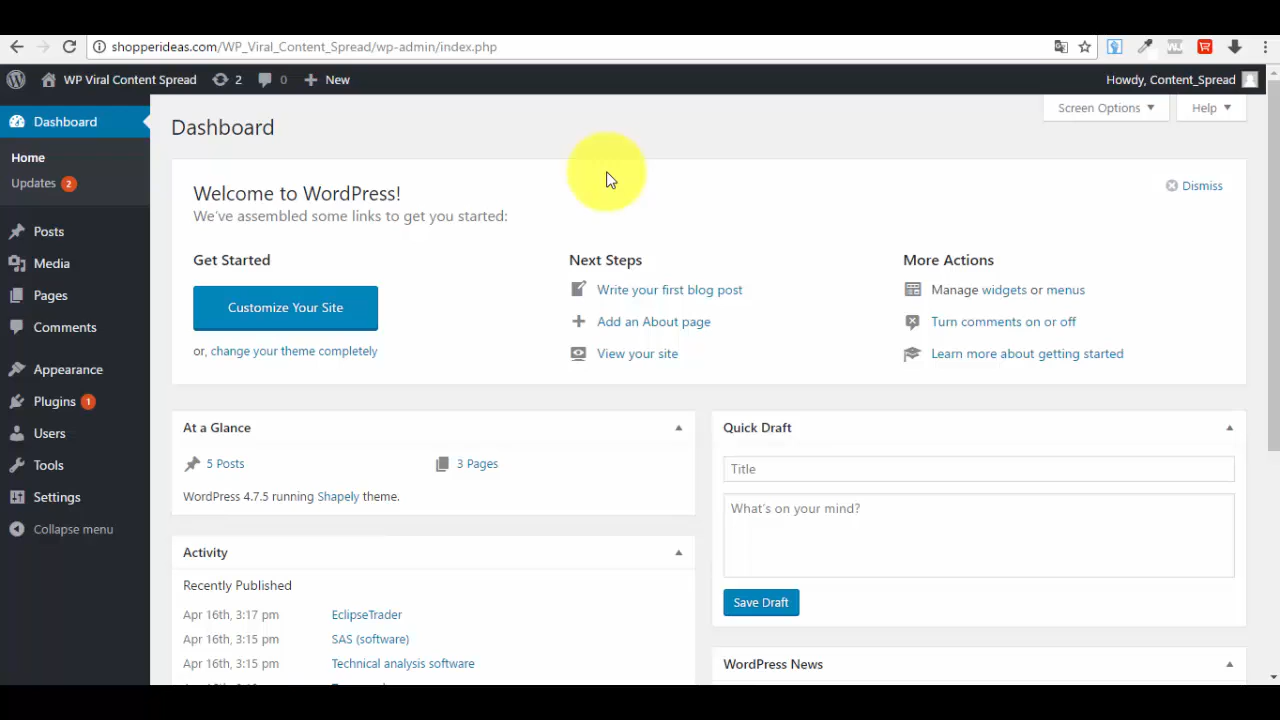 shopperideas.com/WP_Viral_Content_Spread/wp-admin/index.php
WP Viral Content Spread 2 0 New
Howdy, Content_Spread
Dashboard
Home
Updates 2
Posts
Media
Pages
Comments
Appearance
Plugins 1
Users
Tools
Settings
Collapse menu
Screen Options
Help
Dashboard
Welcome to WordPress!
We've assembled some links to get you started:
Dismiss
Get Started
Customize Your Site
or, change your theme completely
Next Steps
Write your first blog post
Add an About page
View your site
More Actions
Manage widgets or menus
Turn comments on or off
Learn more about getting started
At a Glance
5 Posts
3 Pages
WordPress 4.7.5 running Shapely theme.
Activity
Recently Published
Apr 16th, 3:17 pm EclipseTrader
Apr 16th, 3:15 pm SAS (software)
Apr 16th, 3:15 pm Technical analysis software
Quick Draft
Title
What's on your mind?
Save Draft
WordPress News